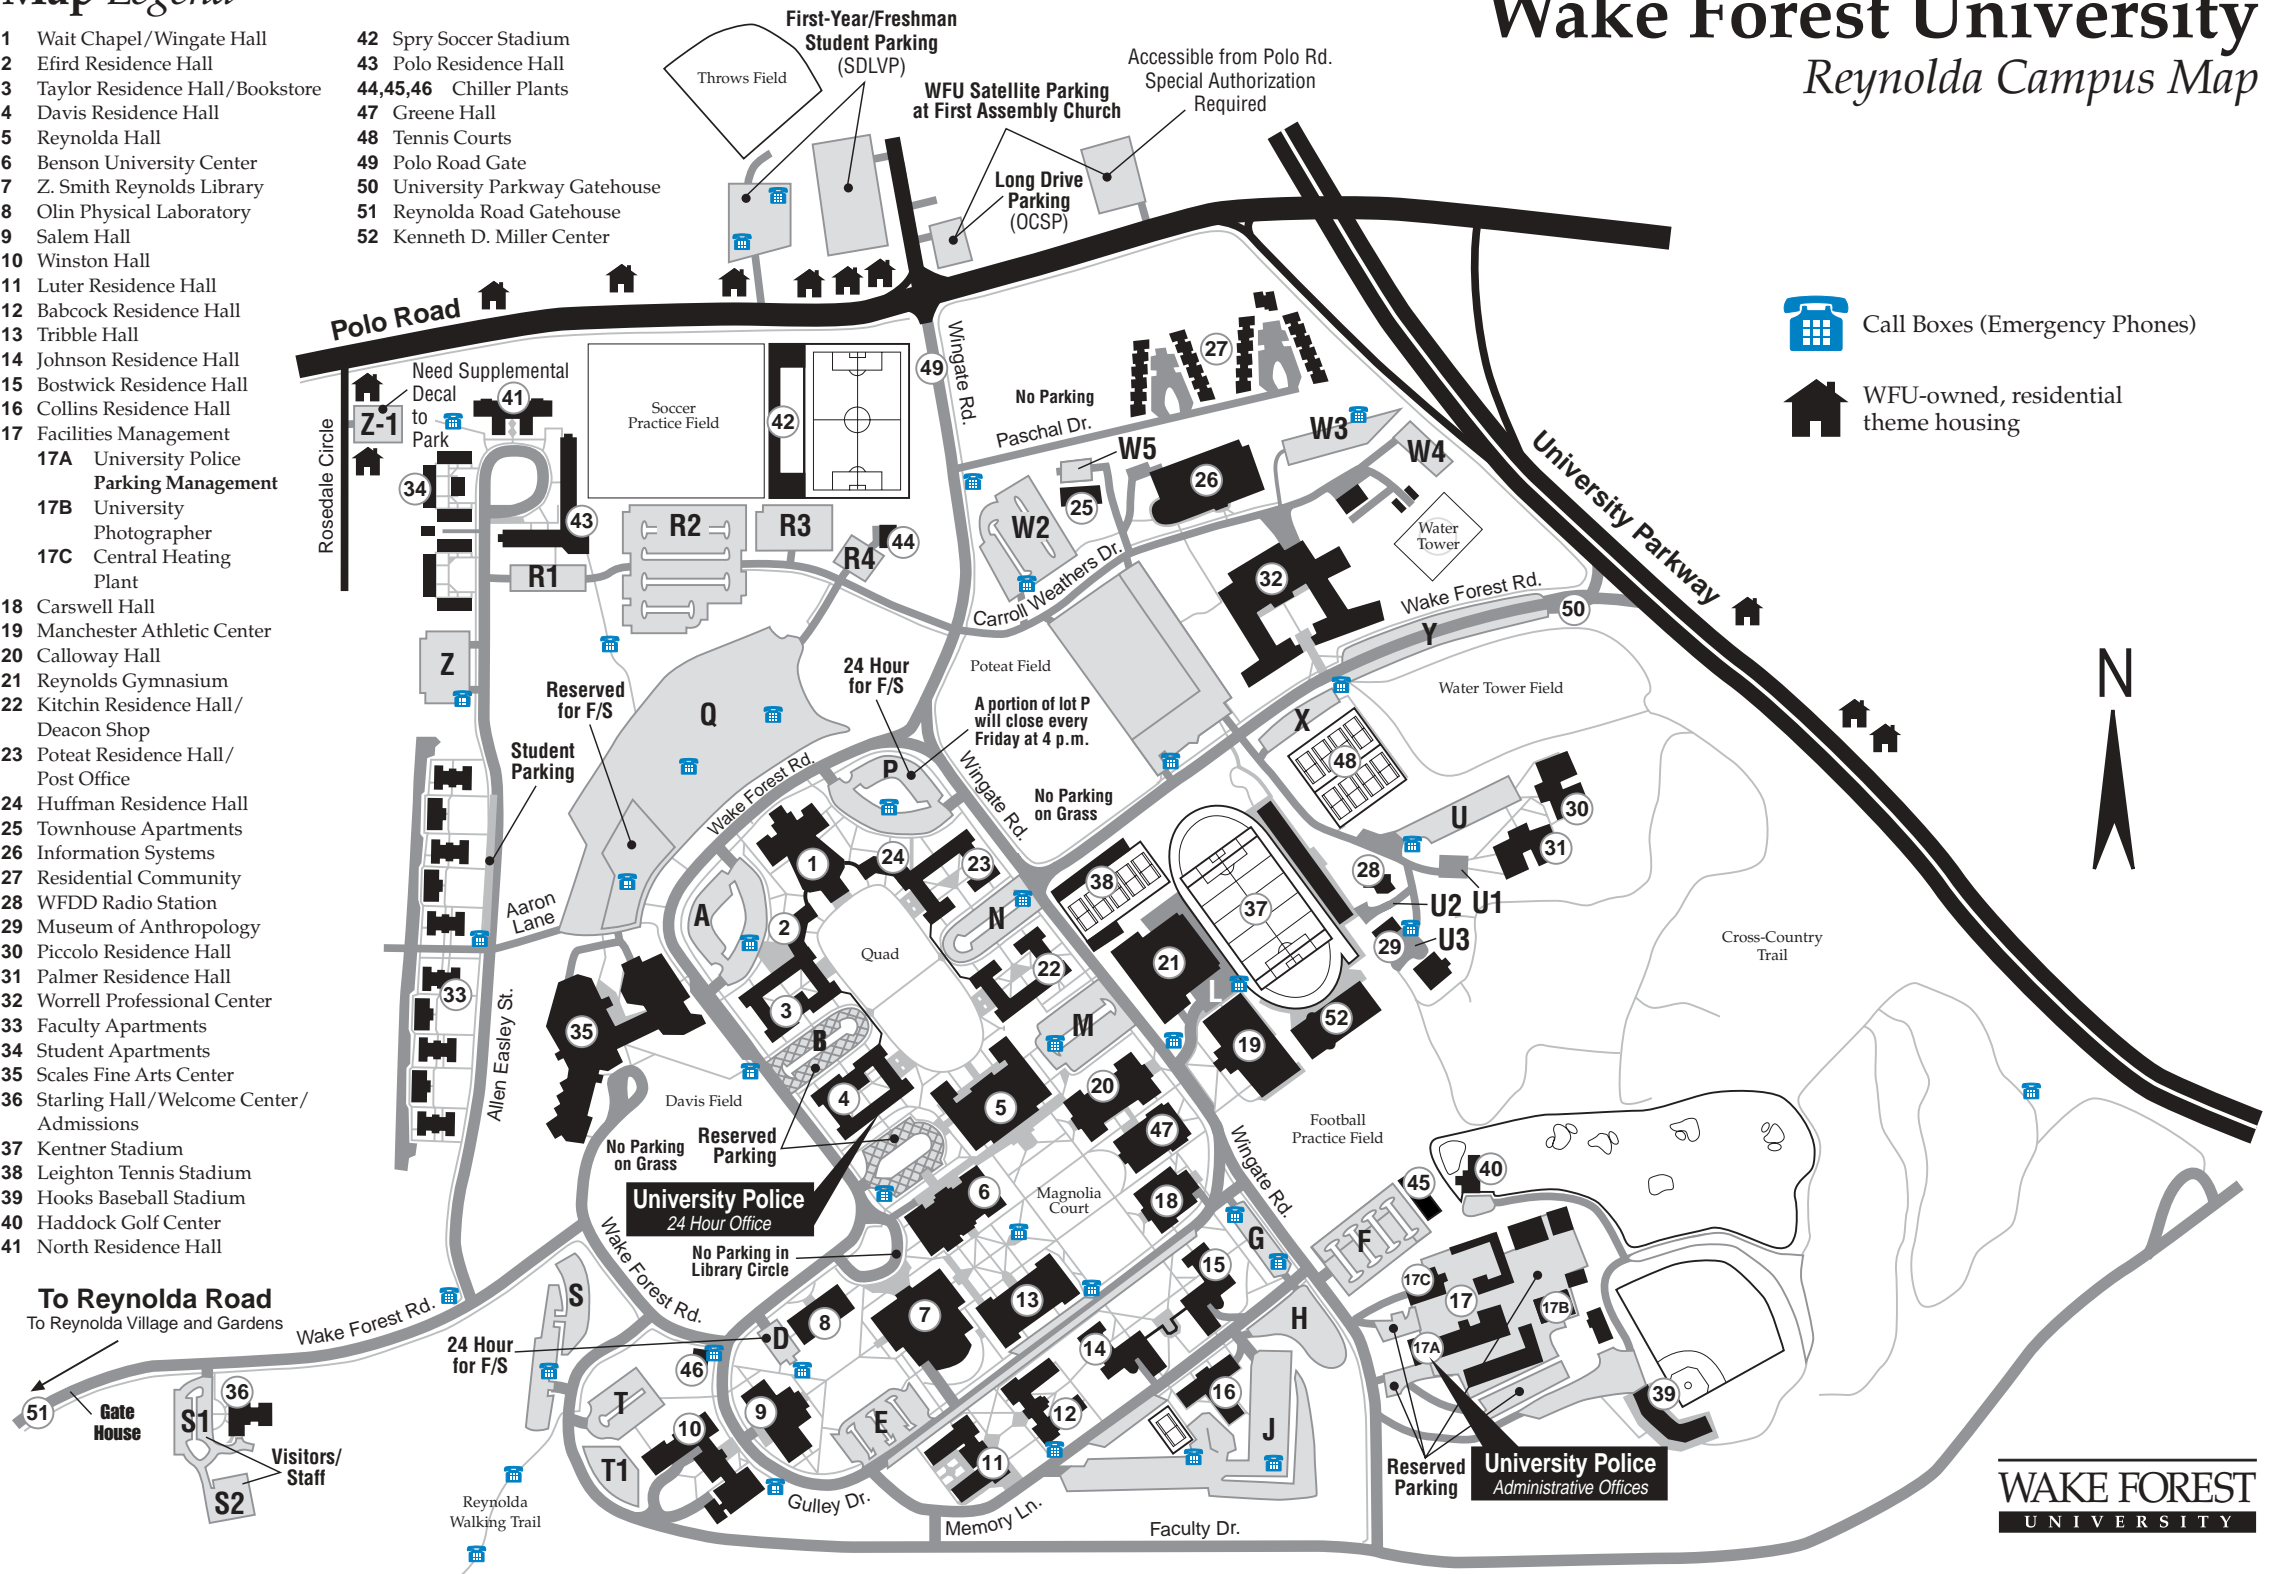 Map Legend
1 Wait Chapel/Wingate Hall
2 Efird Residence Hall
3 Taylor Residence Hall/Bookstore
4 Davis Residence Hall
5 Reynolda Hall
6 Benson University Center
7 Z. Smith Reynolds Library
8 Olin Physical Laboratory
9 Salem Hall
10 Winston Hall
11 Luter Residence Hall
12 Babcock Residence Hall
13 Tribble Hall
14 Johnson Residence Hall
15 Bostwick Residence Hall
16 Collins Residence Hall
17 Facilities Management
17A University Police
Parking Management
17B University
Photographer
17C Central Heating
Plant
18 Carswell Hall
19 Manchester Athletic Center
20 Calloway Hall
21 Reynolds Gymnasium
22 Kitchin Residence Hall/
Deacon Shop
23 Poteat Residence Hall/
Post Office
24 Huffman Residence Hall
25 Townhouse Apartments
26 Information Systems
27 Residential Community
28 WFDD Radio Station
29 Museum of Anthropology
30 Piccolo Residence Hall
31 Palmer Residence Hall
32 Worrell Professional Center
33 Faculty Apartments
34 Student Apartments
35 Scales Fine Arts Center
36 Starling Hall/Welcome Center/
Admissions
37 Kentner Stadium
38 Leighton Tennis Stadium
39 Hooks Baseball Stadium
40 Haddock Golf Center
41 North Residence Hall
42 Spry Soccer Stadium
43 Polo Residence Hall
44,45,46 Chiller Plants
47 Greene Hall
48 Tennis Courts
49 Polo Road Gate
50 University Parkway Gatehouse
51 Reynolda Road Gatehouse
52 Kenneth D. Miller Center
Wake Forest University
Reynolda Campus Map
Call Boxes (Emergency Phones)
WFU-owned, residential
theme housing
N
First-Year/Freshman
Student Parking
(SDLVP)
Throws Field
WFU Satellite Parking
at First Assembly Church
Accessible from Polo Rd.
Special Authorization
Required
Long Drive
Parking
(OCSP)
Polo Road
Need Supplemental
Decal
to
Park
Z-1
41
Rosedale Circle
34
43
Soccer
Practice Field
42
49
Wingate Rd.
No Parking
Paschal Dr.
27
W3
W4
W5
25
26
W2
Carroll Weathers Dr.
R1
R2
R3
R4
44
32
Water
Tower
University Parkway
Wake Forest Rd.
50
Y
Z
Reserved
for F/S
Student
Parking
Q
24 Hour
for F/S
Poteat Field
A portion of lot P
will close every
Friday at 4 p.m.
Water Tower Field
X
48
P
Wake Forest Rd.
Wingate Rd.
No Parking
on Grass
U
30
31
28
U2
U1
29
U3
Cross-Country
Trail
Aaron
Lane
A
1
24
23
2
N
38
37
Quad
22
21
L
33
35
3
B
M
19
52
Allen Easley St.
Davis Field
4
5
20
No Parking
on Grass
Reserved
Parking
47
Football
Practice Field
University Police
24 Hour Office
6
Magnolia
Court
18
Wingate Rd.
45
40
G
F
No Parking in
Library Circle
Wake Forest Rd.
15
17C
17
17B
17A
To Reynolda Road
To Reynolda Village and Gardens
Wake Forest Rd.
S
7
13
8
D
H
24 Hour
for F/S
46
14
51
Gate
House
S1
36
Visitors/
Staff
S2
T
T1
10
9
E
12
16
J
39
11
Reynolda
Walking Trail
Gulley Dr.
Memory Ln.
Faculty Dr.
Reserved
Parking
University Police
Administrative Offices
WAKE FOREST
UNIVERSITY